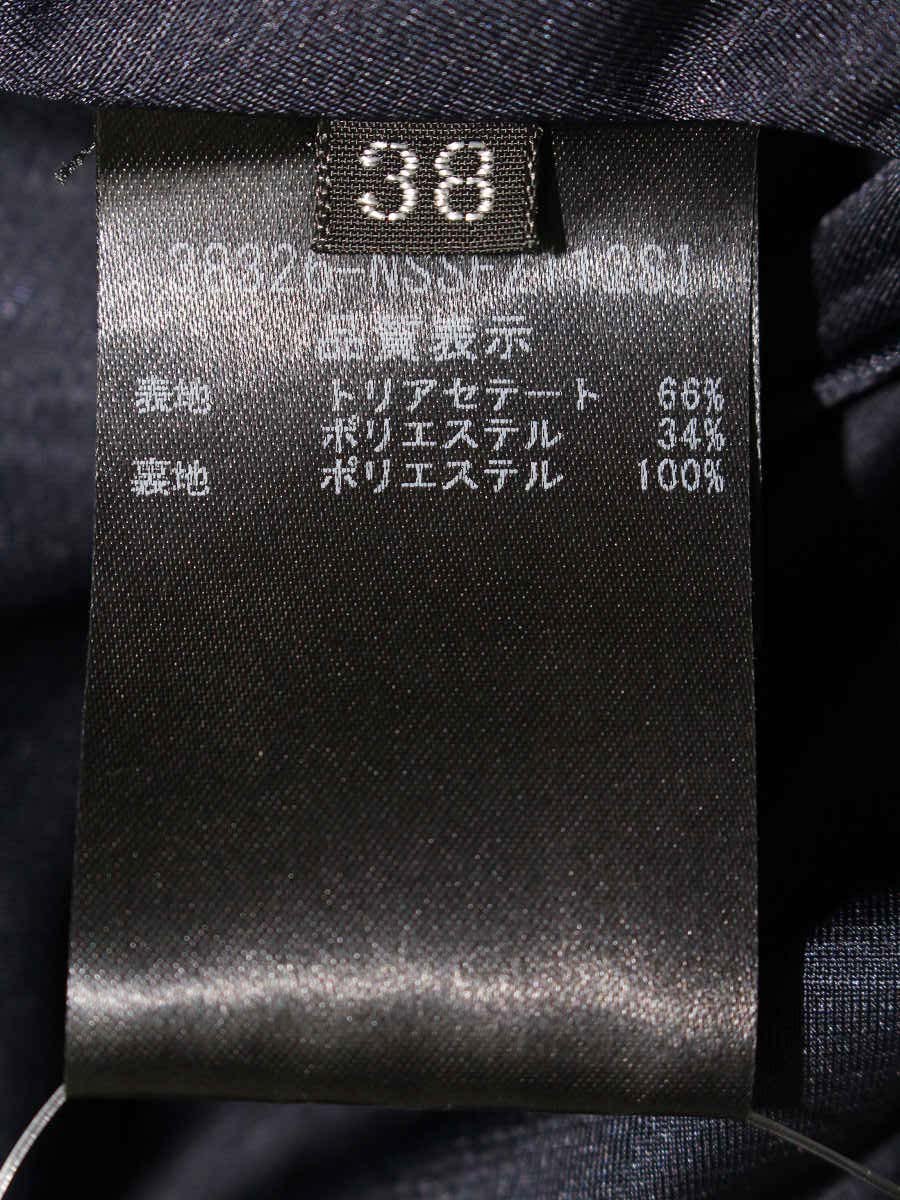 38
品質表示
表地 トリアセテート 66%
ポリエステル 34%
裏地 ポリエステル 100%